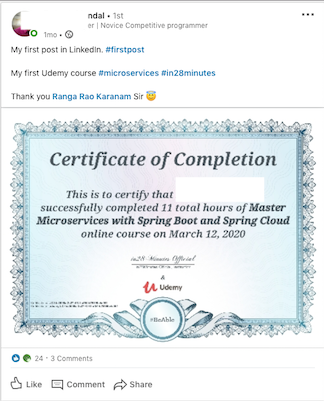 ndal • 1st
er | Novice Competitive programmer
1mo •
My first post in LinkedIn. #firstpost
My first Udemy course #microservices #in28minutes
Thank you Ranga Rao Karanam Sir 😇
Certificate of Completion
This is to certify that
successfully completed 11 total hours of Master
Microservices with Spring Boot and Spring Cloud
online course on March 12, 2020
in28 Minutes Official
&
Udemy
#BeAble
24 · 3 Comments
Like Comment Share